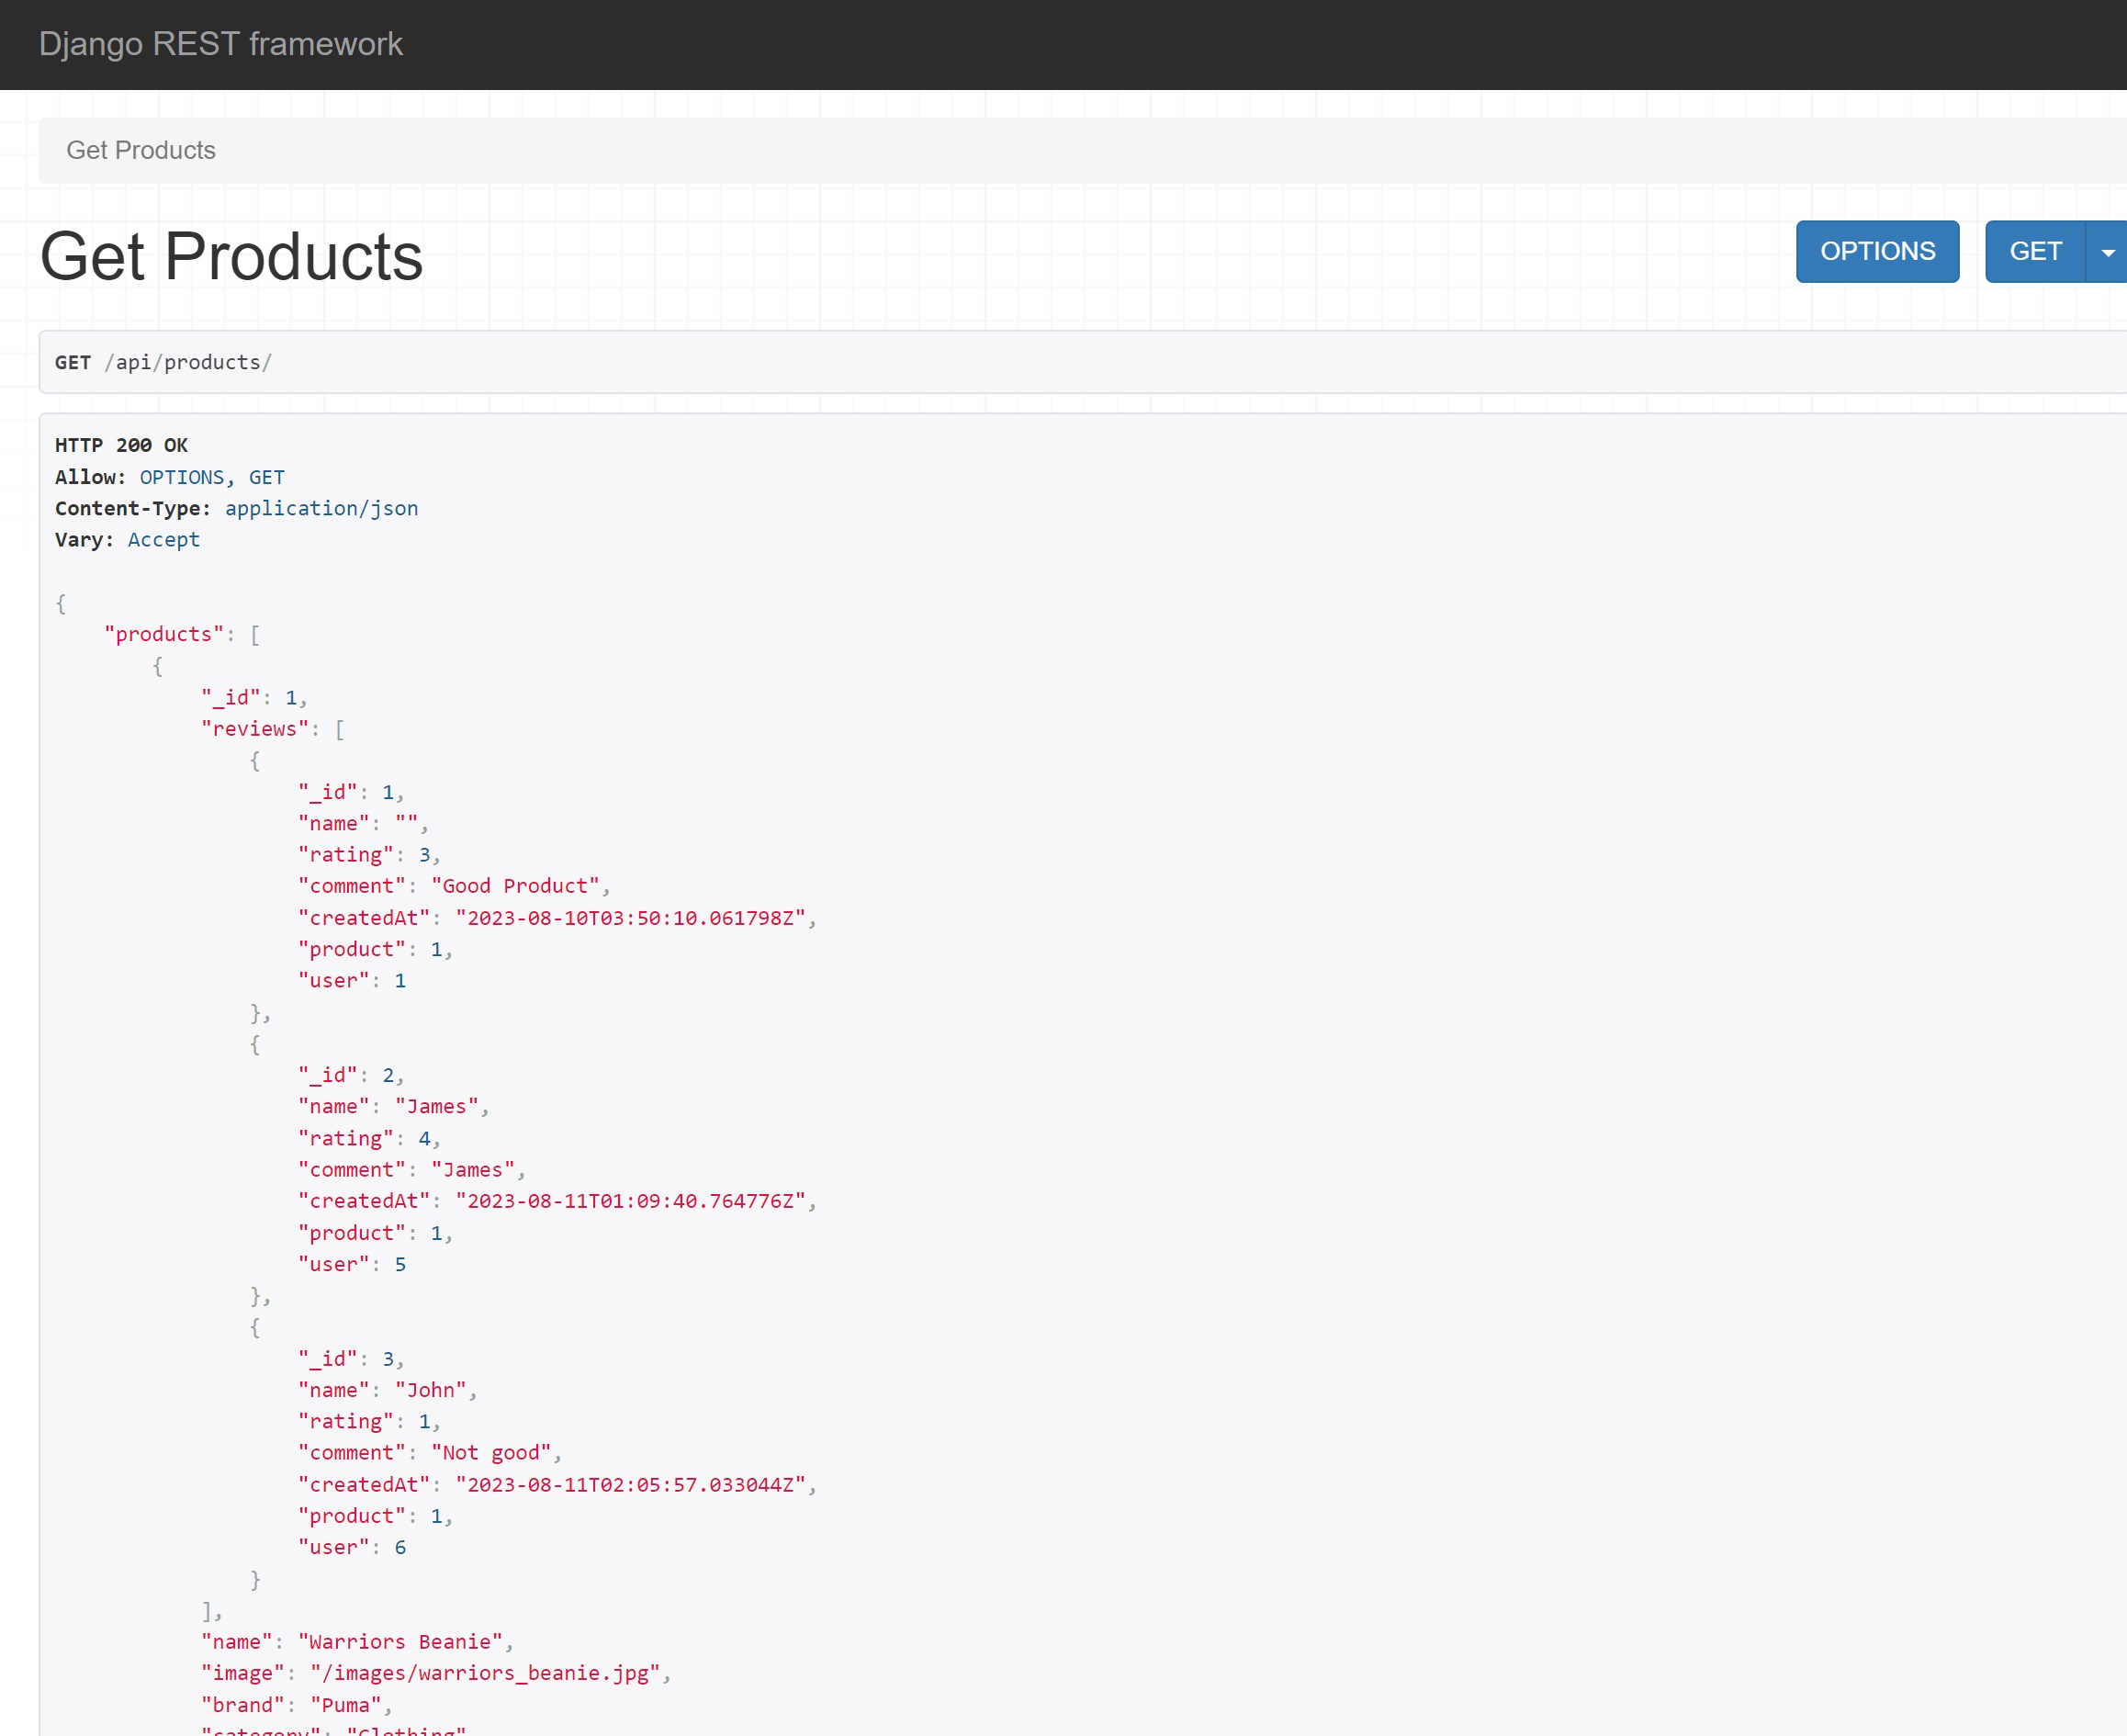 Django REST framework
Get Products
Get Products
OPTIONS
GET
GET /api/products/
HTTP 200 OK
Allow: OPTIONS, GET
Content-Type: application/json
Vary: Accept
{
    "products": [
        {
            "_id": 1,
            "reviews": [
                {
                    "_id": 1,
                    "name": "",
                    "rating": 3,
                    "comment": "Good Product",
                    "createdAt": "2023-08-10T03:50:10.061798Z",
                    "product": 1,
                    "user": 1
                },
                {
                    "_id": 2,
                    "name": "James",
                    "rating": 4,
                    "comment": "James",
                    "createdAt": "2023-08-11T01:09:40.764776Z",
                    "product": 1,
                    "user": 5
                },
                {
                    "_id": 3,
                    "name": "John",
                    "rating": 1,
                    "comment": "Not good",
                    "createdAt": "2023-08-11T02:05:57.033044Z",
                    "product": 1,
                    "user": 6
                }
            ],
            "name": "Warriors Beanie",
            "image": "/images/warriors_beanie.jpg",
            "brand": "Puma",
            "category": "Clothing"